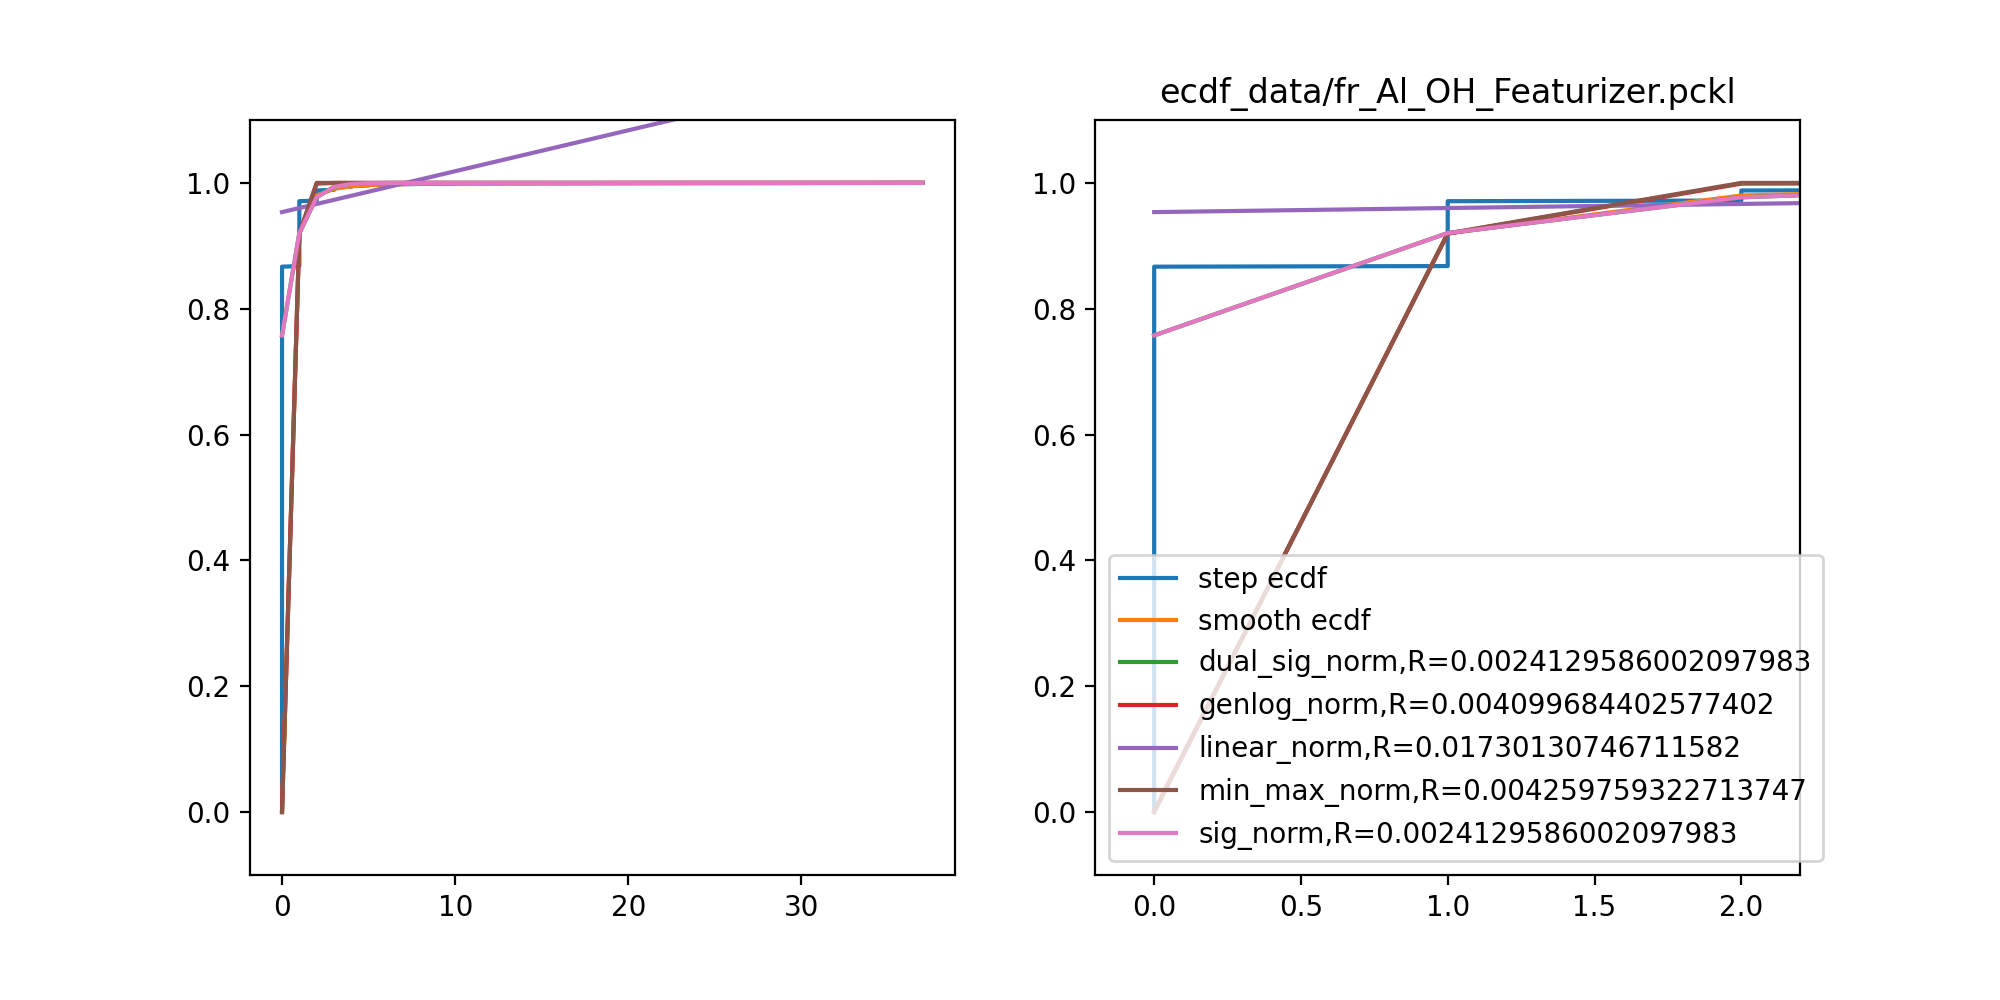 ecdf_data/fr_Al_OH_Featurizer.pckl
1.0
0.8
0.6
0.4
0.2
0.0
0
10
20
30
1.0
0.8
0.6
0.4
0.2
0.0
step ecdf
smooth ecdf
dual_sig_norm,R=0.0024129586002097983
genlog_norm,R=0.004099684402577402
linear_norm,R=0.01730130746711582
min_max_norm,R=0.004259759322713747
sig_norm,R=0.0024129586002097983
0.0
0.5
1.0
1.5
2.0